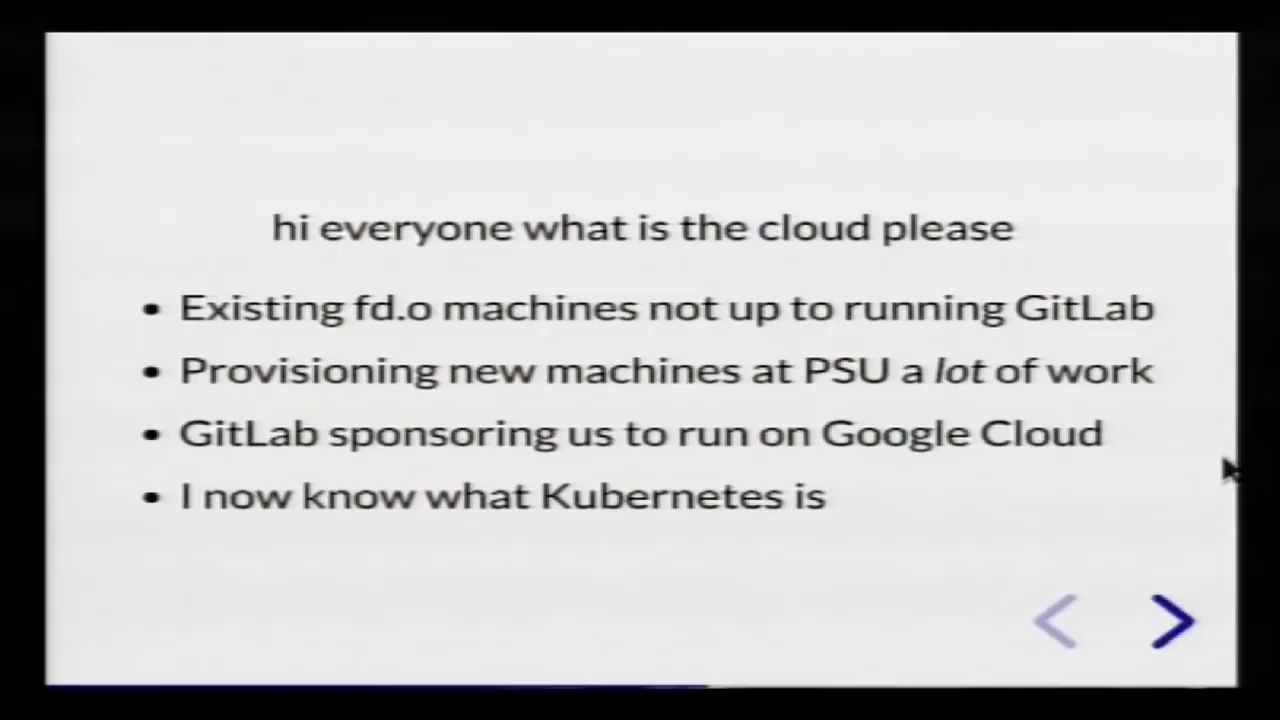 hi everyone what is the cloud please
• Existing fd.o machines not up to running GitLab
• Provisioning new machines at PSU a lot of work
• GitLab sponsoring us to run on Google Cloud
• I now know what Kubernetes is